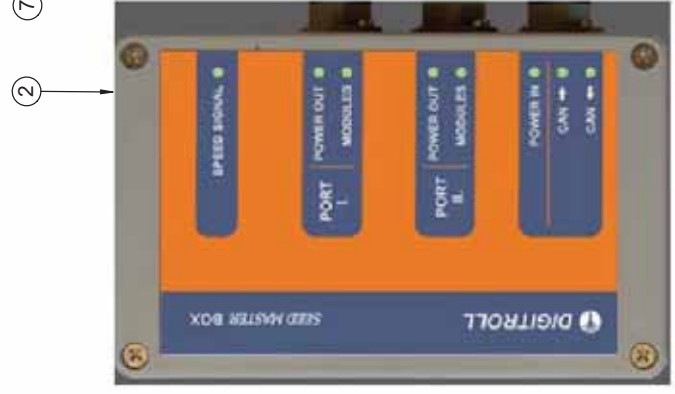 7
2
SPEED SIGNAL
PORT I.
POWER OUT
MODULES
PORT II.
POWER OUT
MODULES
POWER IN
CAN →
CAN ←
SEED MASTER BOX
DIGITROLL